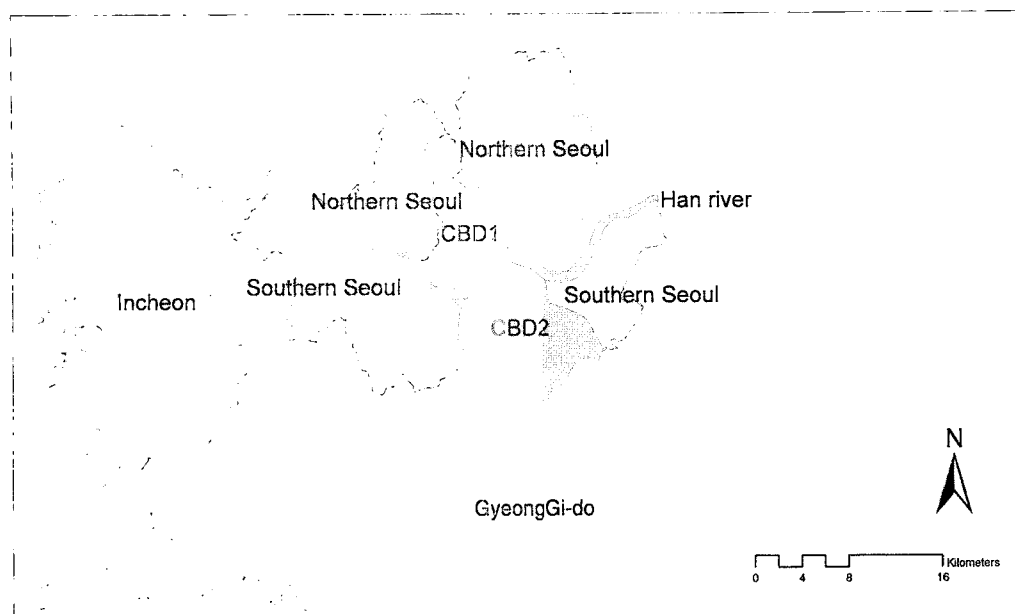 Northern Seoul
Northern Seoul
Han river
CBD1
Southern Seoul
Southern Seoul
Incheon
CBD2
N
GyeongGi-do
Kilometers
0 4 8 16